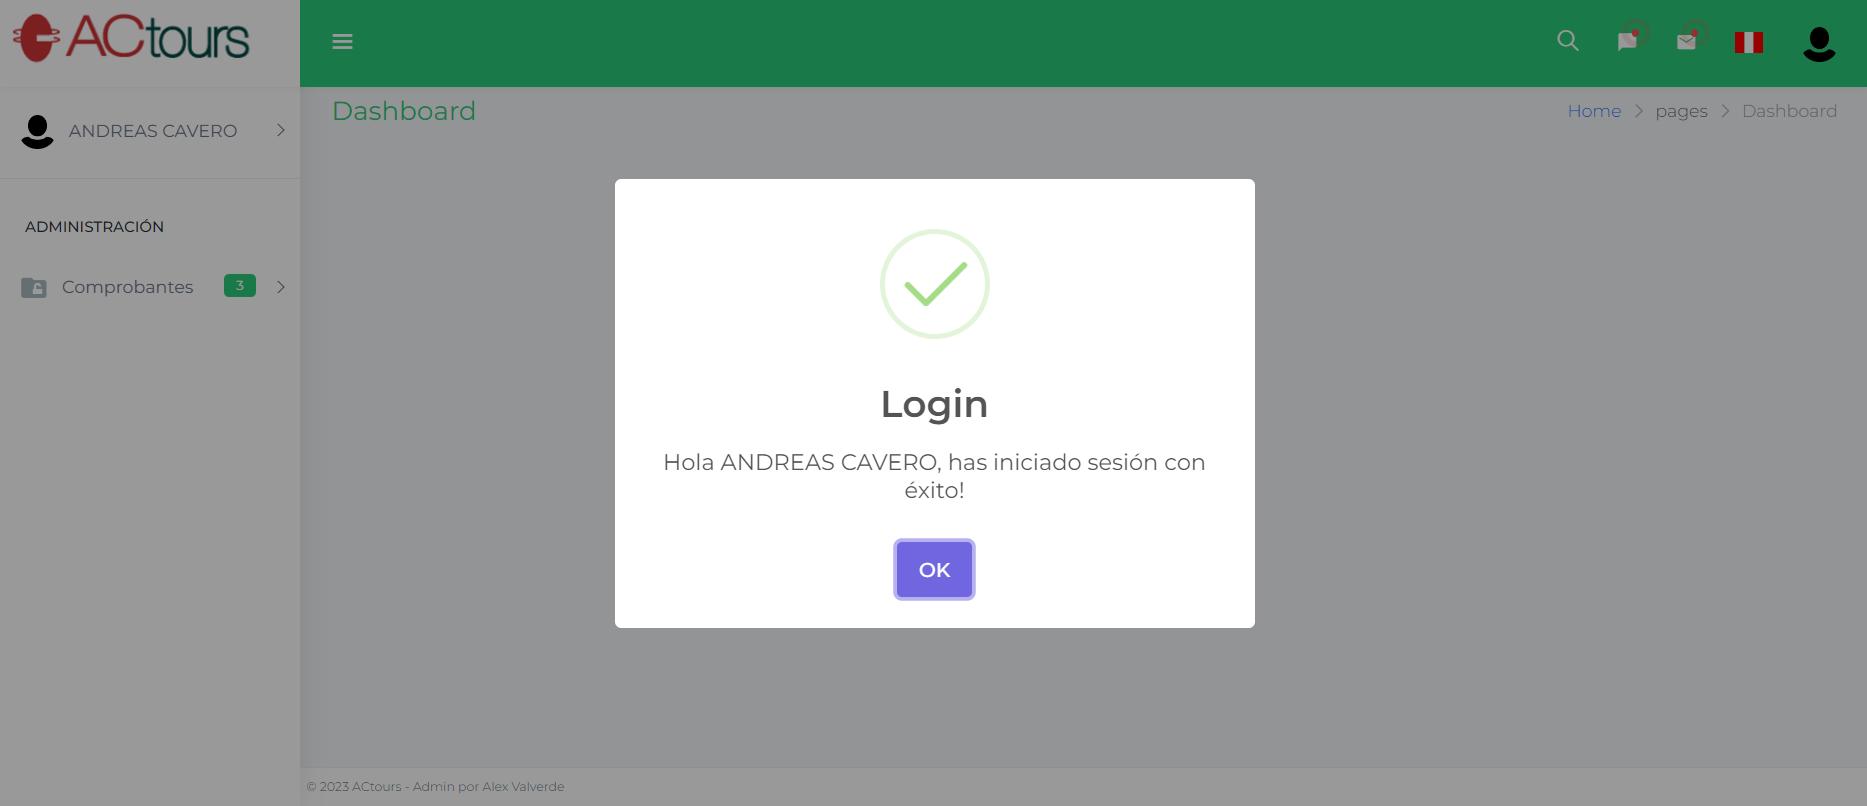 ACtours
ANDREAS CAVERO
ADMINISTRACIÓN
Comprobantes 3
Dashboard
Home > pages > Dashboard
Login
Hola ANDREAS CAVERO, has iniciado sesión con
éxito!
OK
© 2023 ACtours - Admin por Alex Valverde